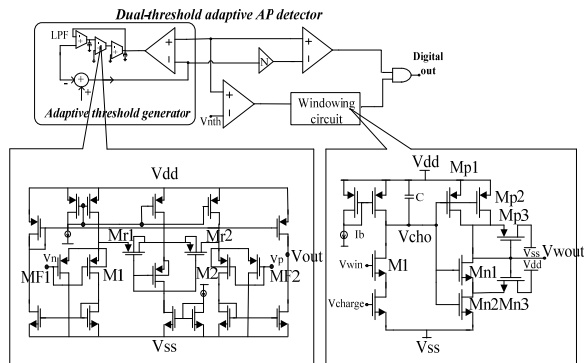 Dual-threshold adaptive AP detector
LPF
N
Digital
out
Adaptive threshold generator
Vnth
Windowing
circuit
Vdd
Mr1
Mr2
Vn
Vp
Vout
MF1
M1
M2
MF2
Vss
Vdd
Mp1
Mp2
Mp3
C
Ib
Vcho
Vss
Vwout
Vdd
Vwin
M1
Mn1
Mn2Mn3
Vcharge
Vss